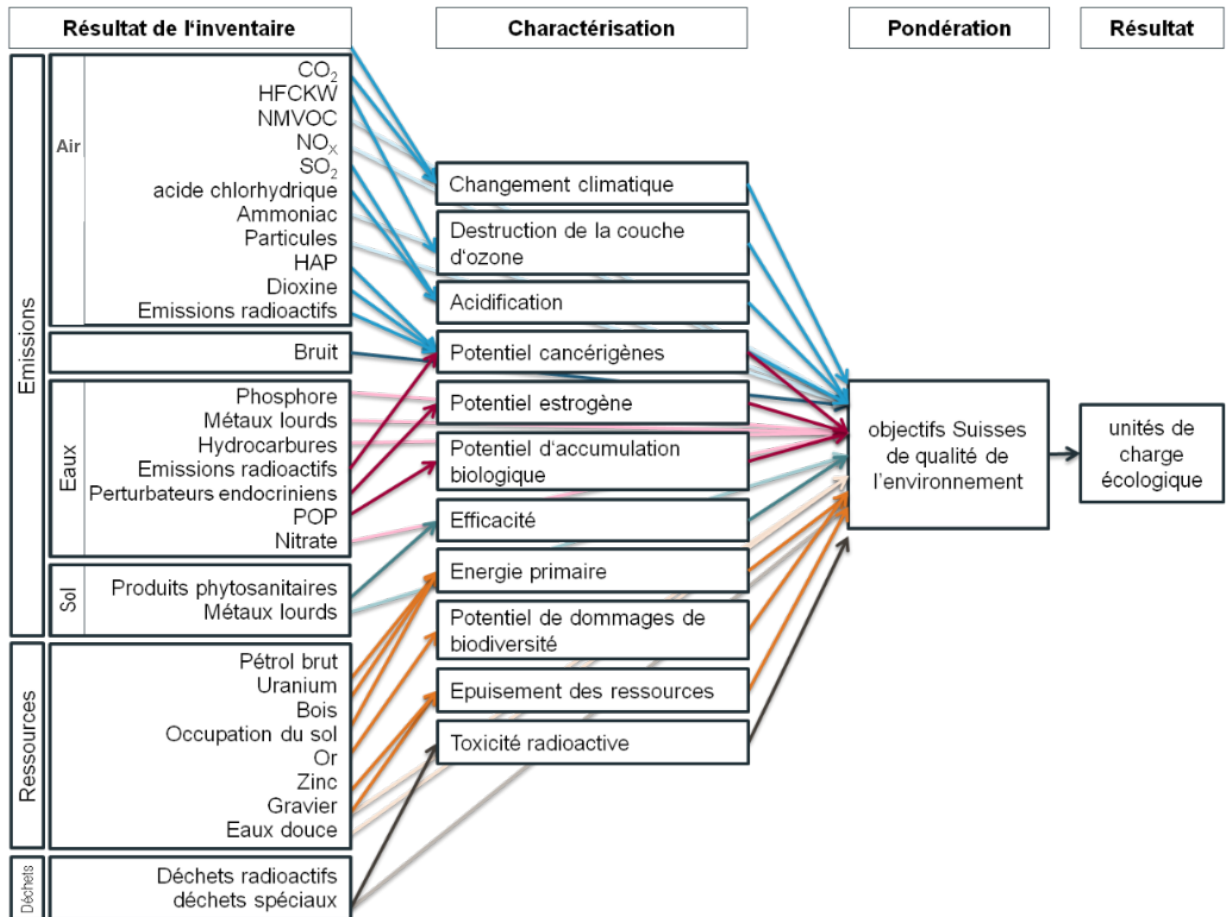 Résultat de l'inventaire
Charactérisation
Pondération
Résultat
Emissions
Air
CO₂
HFCKW
NMVOC
NOₓ
SO₂
acide chlorhydrique
Ammoniac
Particules
HAP
Dioxine
Emissions radioactifs
Bruit
Eaux
Phosphore
Métaux lourds
Hydrocarbures
Emissions radioactifs
Perturbateurs endocriniens
POP
Nitrate
Sol
Produits phytosanitaires
Métaux lourds
Ressources
Pétrol brut
Uranium
Bois
Occupation du sol
Or
Zinc
Gravier
Eaux douce
Déchets
Déchets radioactifs
déchets spéciaux
Changement climatique
Destruction de la couche
d'ozone
Acidification
Potentiel cancérigènes
Potentiel estrogène
Potentiel d'accumulation
biologique
Efficacité
Energie primaire
Potentiel de dommages de
biodiversité
Epuisement des ressources
Toxicité radioactive
objectifs Suisses
de qualité de
l'environnement
unités de
charge
écologique